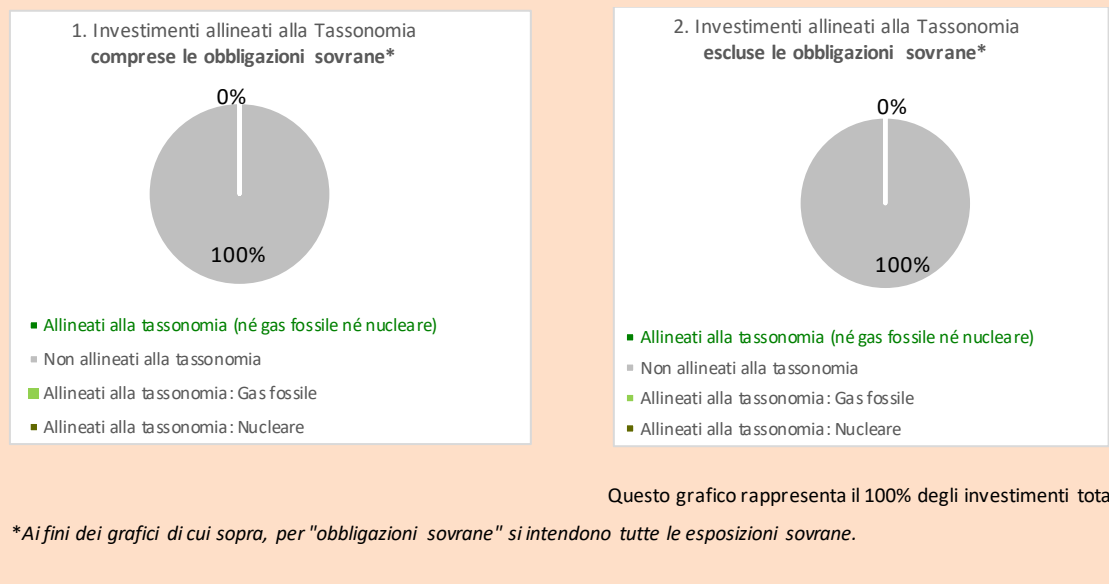 1. Investimenti allineati alla Tassonomia
comprese le obbligazioni sovrane*
0%
100%
Allineati alla tassonomia (né gas fossile né nucleare)
Non allineati alla tassonomia
Allineati alla tassonomia: Gas fossile
Allineati alla tassonomia: Nucleare
2. Investimenti allineati alla Tassonomia
escluse le obbligazioni sovrane*
0%
100%
Allineati alla tassonomia (né gas fossile né nucleare)
Non allineati alla tassonomia
Allineati alla tassonomia: Gas fossile
Allineati alla tassonomia: Nucleare
Questo grafico rappresenta il 100% degli investimenti tota
*Ai fini dei grafici di cui sopra, per "obbligazioni sovrane" si intendono tutte le esposizioni sovrane.